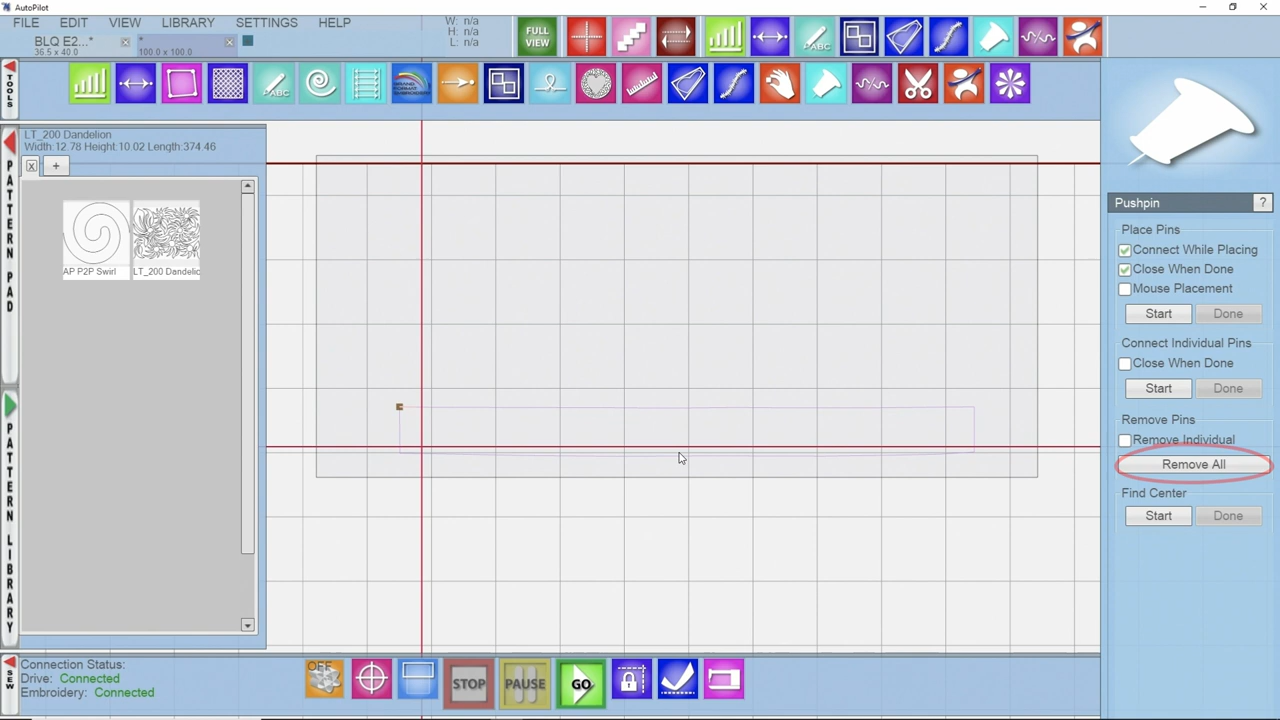 AutoPilot
FILE EDIT VIEW LIBRARY SETTINGS HELP
W: n/a
H: n/a
L: n/a
FULL VIEW
ABC
BLQ E2...* x
36.5 x 40.0
* x
100.0 x 100.0
TOOLS
ABC
LT_200 Dandelion
Width:12.78 Height:10.02 Length:374.46
x +
AP P2P Swirl
LT_200 Dandelic
PATTERN PAD
PATTERN LIBRARY
Pushpin ?
Place Pins
Connect While Placing
Close When Done
Mouse Placement
Start Done
Connect Individual Pins
Close When Done
Start Done
Remove Pins
Remove Individual
Remove All
Find Center
Start Done
SEW
Connection Status:
Drive: Connected
Embroidery: Connected
OFF
STOP
PAUSE
GO